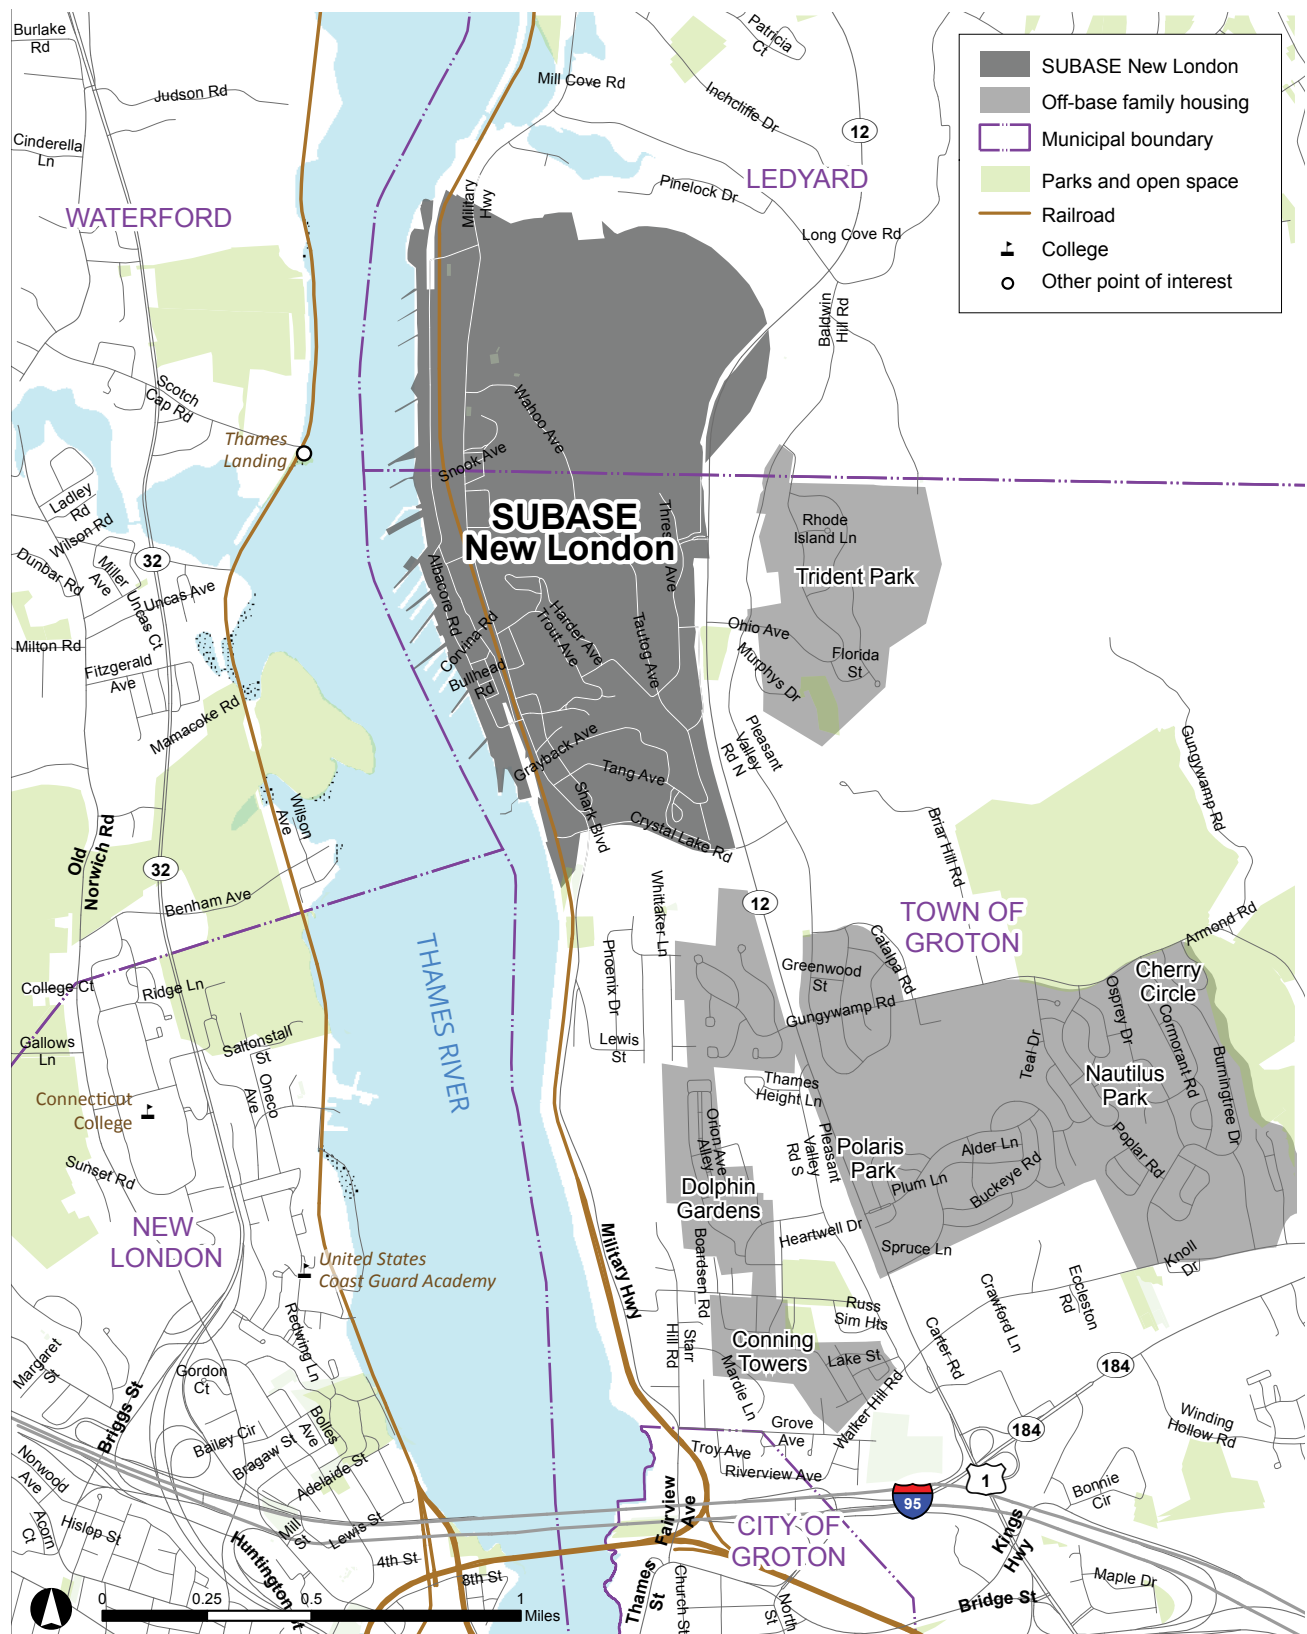 Burlake
Rd
Judson Rd
Cinderella
Ln
WATERFORD
Mill Cove Rd
Patricia
Ct
Inchcliffe Dr
12
LEDYARD
Pinelock Dr
Military
Hwy
Long Cove Rd
Baldwin
Hill Rd
SUBASE New London
Off-base family housing
Municipal boundary
Parks and open space
Railroad
College
Other point of interest
Scotch
Cap Rd
Thames
Landing
Wahoo Ave
Snook Ave
SUBASE
New London
Ladley
Rd
Wilson Rd
Dunbar Rd
Miller
Ave
32
Uncas Ave
Uncas Ct
Milton Rd
Fitzgerald
Ave
Mamacoke Rd
Albacore Rd
Corvina Rd
Bullhead
Rd
Harder Ave
Trout Ave
Tautog Ave
Rhode
Island Ln
Trident Park
Ohio Ave
Murphys Dr
Florida
St
Pleasant
Valley
Rd N
Grayback Ave
Tang Ave
Shark Blvd
Crystal Lake Rd
Gungywamp Rd
Briar Hill Rd
Wilson
Ave
Old
Norwich Rd
32
Benham Ave
Whittaker Ln
12
TOWN OF
GROTON
Armond Rd
THAMES RIVER
Phoenix Dr
Greenwood
St
Catalpa Rd
Cherry
Circle
College Ct
Ridge Ln
Gungywamp Rd
Osprey Dr
Cormorant Rd
Gallows
Ln
Saltonstall
St
Lewis
St
Teal Dr
Burningtree Dr
Nautilus
Park
Thames
Height Ln
Oneco
Ave
Connecticut
College
Orion Ave
Alley
Pleasant
Valley
Rd S
Polaris
Park
Alder Ln
Poplar Rd
Sunset Rd
Dolphin
Gardens
Plum Ln
Buckeye Rd
NEW
LONDON
Military Hwy
Boardsen Rd
Heartwell Dr
Spruce Ln
Knoll
Dr
United States
Coast Guard Academy
Crawford Ln
Eccleston
Rd
Russ
Sim Hts
Redwing Ln
Starr
Hill Rd
Conning
Towers
Lake St
Carter Rd
Margaret
St
Gordon
Ct
Mardie Ln
Walker Hill Rd
184
Briggs St
Bolles
Ave
Bailey Cir
Bragaw St
Grove
Ave
184
Winding
Hollow Rd
Troy Ave
Riverview Ave
Norwood
Ave
Adelaide St
1
95
Bonnie
Cir
Acorn
Ct
Hislop St
Mill
St
Lewis St
Fairview
Ave
CITY OF
GROTON
Kings
Hwy
4th St
8th St
Thames
St
Church St
North
St
Bridge St
Maple Dr
0 0.25 0.5 1
Miles